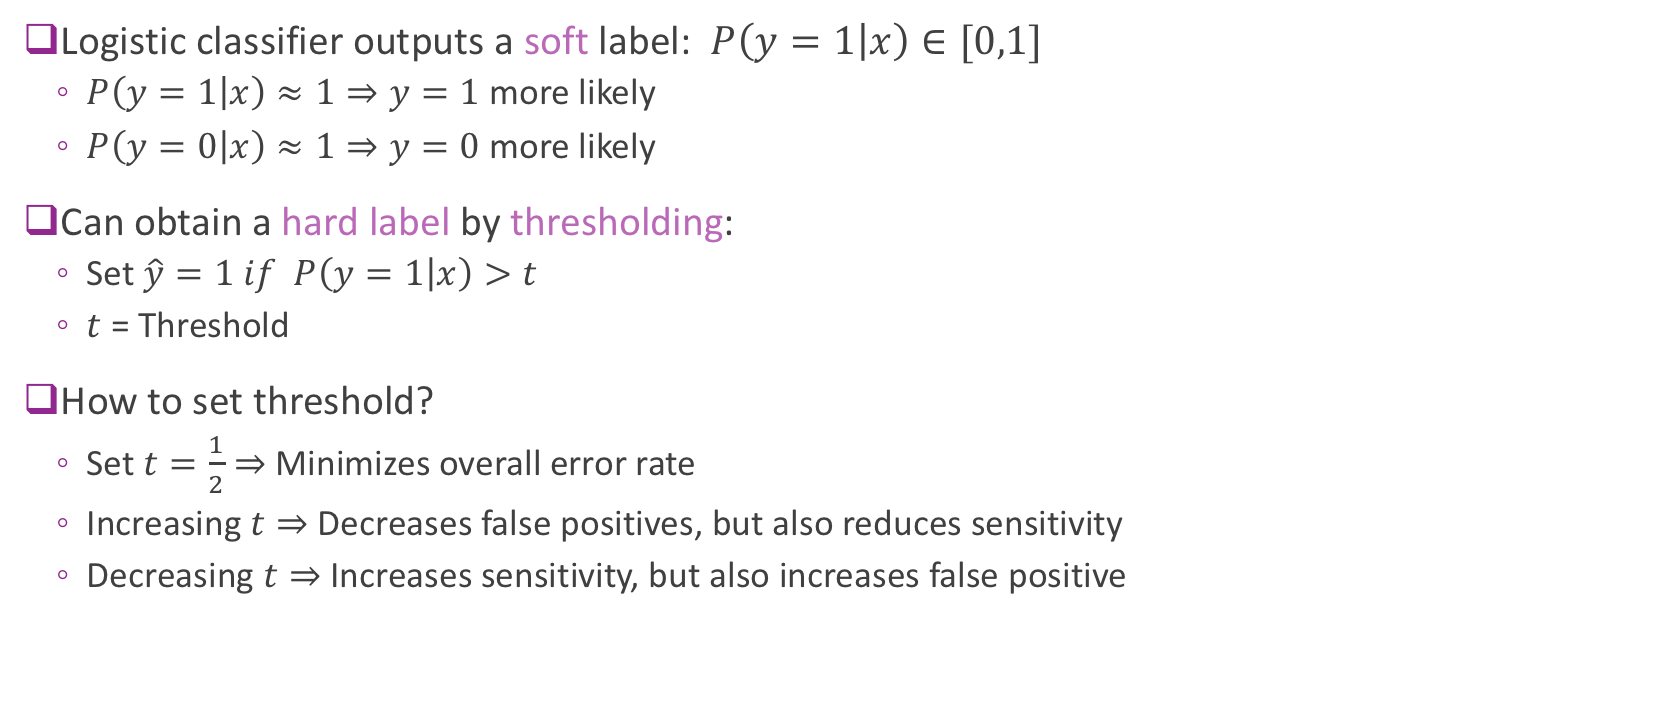 ❑Logistic classifier outputs a soft label: P(y = 1|x) ∈ [0,1]
◦ P(y = 1|x) ≈ 1 ⇒ y = 1 more likely
◦ P(y = 0|x) ≈ 1 ⇒ y = 0 more likely
❑Can obtain a hard label by thresholding:
◦ Set ŷ = 1 if P(y = 1|x) > t
◦ t = Threshold
❑How to set threshold?
◦ Set t = 1/2 ⇒ Minimizes overall error rate
◦ Increasing t ⇒ Decreases false positives, but also reduces sensitivity
◦ Decreasing t ⇒ Increases sensitivity, but also increases false positive